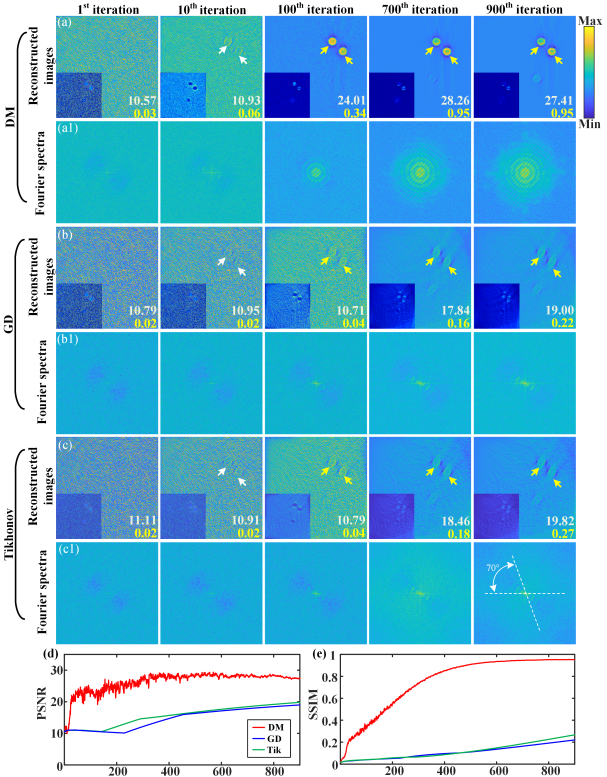 1st iteration 10th iteration 100th iteration 700th iteration 900th iteration
Max
Min
DM
Reconstructed images
(a)
10.57 10.93 24.01 28.26 27.41
0.03 0.06 0.34 0.95 0.95
Fourier spectra
(a1)
GD
Reconstructed images
(b)
10.79 10.95 10.71 17.84 19.00
0.02 0.02 0.04 0.16 0.22
Fourier spectra
(b1)
Tikhonov
Reconstructed images
(c)
11.11 10.91 10.79 18.46 19.82
0.02 0.02 0.04 0.18 0.27
Fourier spectra
(c1)
70°
(d)
PSNR
40
30
20
10
0
DM
GD
Tik
200 400 600 800
(e)
SSIM
1
0.8
0.6
0.4
0.2
0
200 400 600 800